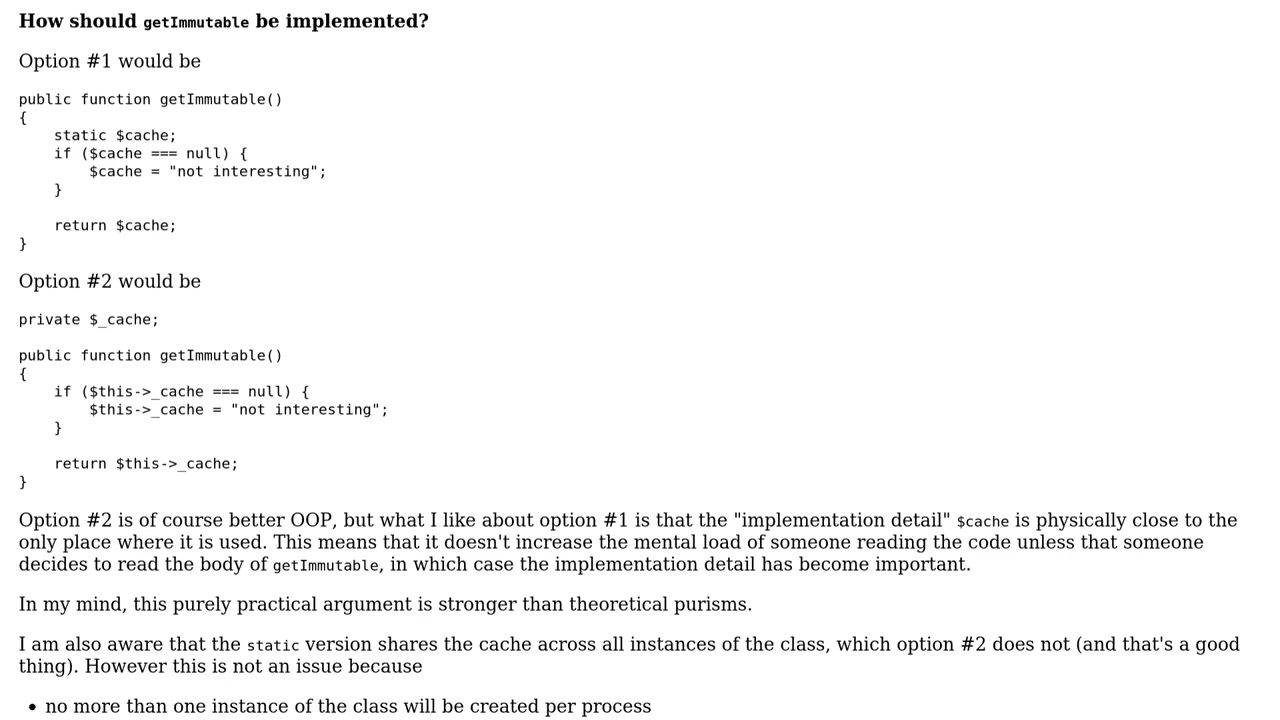 How should getImmutable be implemented?
Option #1 would be
public function getImmutable()
{
    static $cache;
    if ($cache === null) {
        $cache = "not interesting";
    }

    return $cache;
}
Option #2 would be
private $_cache;

public function getImmutable()
{
    if ($this->_cache === null) {
        $this->_cache = "not interesting";
    }

    return $this->_cache;
}
Option #2 is of course better OOP, but what I like about option #1 is that the "implementation detail" $cache is physically close to the
only place where it is used. This means that it doesn't increase the mental load of someone reading the code unless that someone
decides to read the body of getImmutable, in which case the implementation detail has become important.
In my mind, this purely practical argument is stronger than theoretical purisms.
I am also aware that the static version shares the cache across all instances of the class, which option #2 does not (and that's a good
thing). However this is not an issue because
• no more than one instance of the class will be created per process